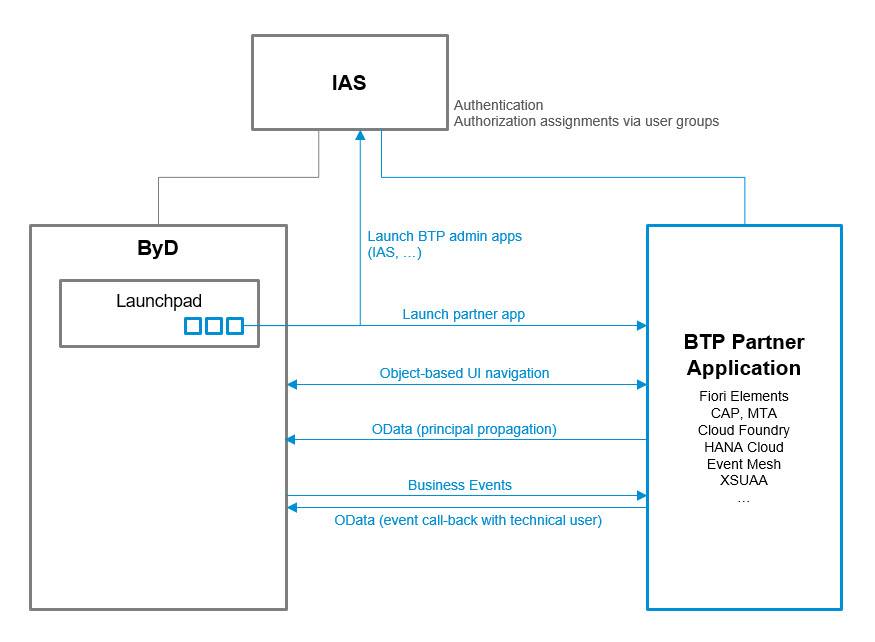 IAS
Authentication
Authorization assignments via user groups
ByD
Launchpad
Launch BTP admin apps
(IAS, …)
Launch partner app
Object-based UI navigation
OData (principal propagation)
Business Events
OData (event call-back with technical user)
BTP Partner
Application
Fiori Elements
CAP, MTA
Cloud Foundry
HANA Cloud
Event Mesh
XSUAA
…